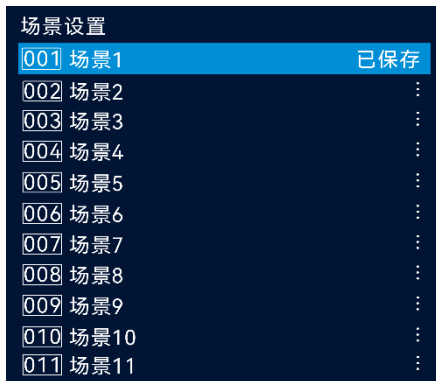 场景设置
001 场景1 已保存
002 场景2 ⋮
003 场景3 ⋮
004 场景4 ⋮
005 场景5 ⋮
006 场景6 ⋮
007 场景7 ⋮
008 场景8 ⋮
009 场景9 ⋮
010 场景10 ⋮
011 场景11 ⋮